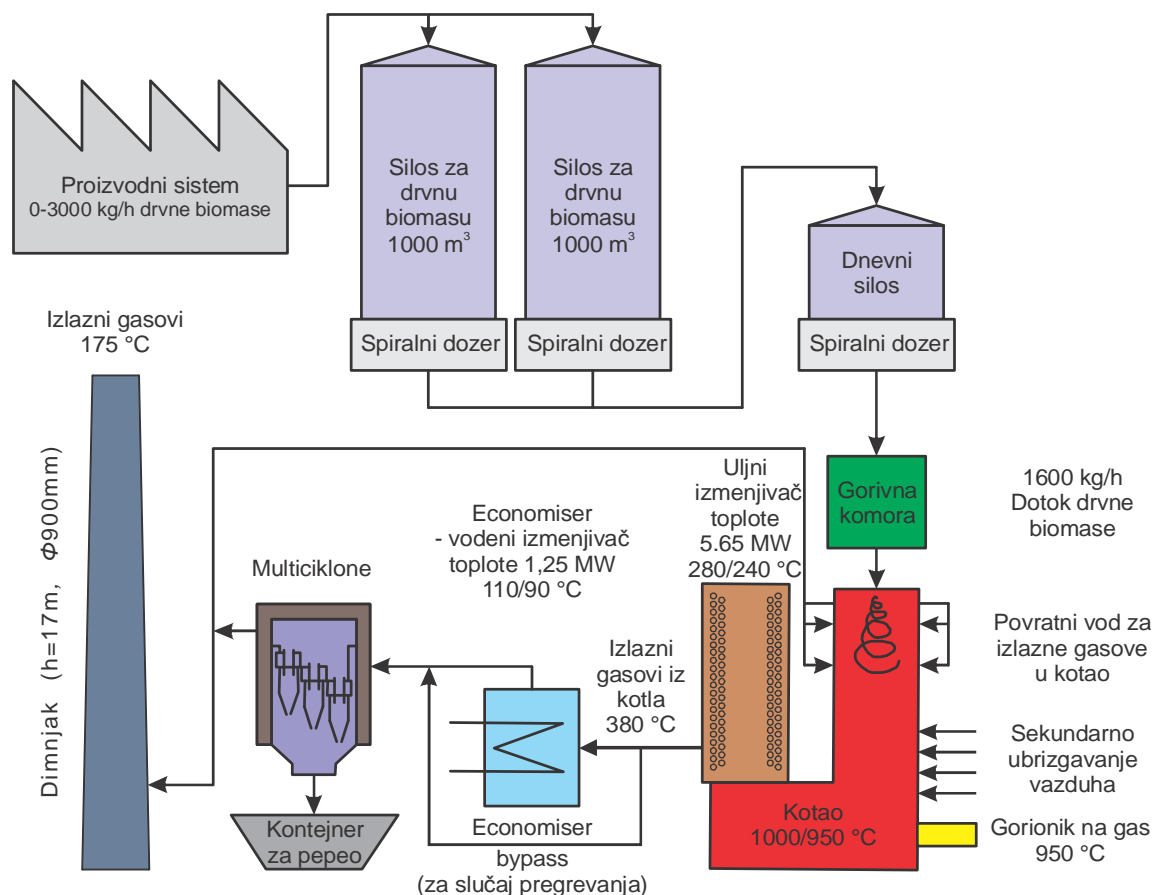 Proizvodni sistem
0-3000 kg/h drvne biomase
Silos za
drvnu
biomasu
1000 m³
Silos za
drvnu
biomasu
1000 m³
Dnevni
silos
Spiralni dozer
Spiralni dozer
Spiralni dozer
Izlazni gasovi
175 °C
Dimnjak (h=17m, Φ900mm)
Multiciklone
Economiser
- vodeni izmenjivač
toplote 1,25 MW
110/90 °C
Uljni
izmenjivač
toplote
5.65 MW
280/240 °C
Gorivna
komora
1600 kg/h
Dotok drvne
biomase
Izlazni
gasovi iz
kotla
380 °C
Povratni vod za
izlazne gasove
u kotao
Sekundarno
ubrizgavanje
vazduha
Kontejner
za pepeo
Economiser
bypass
(za slučaj pregrevanja)
Kotao
1000/950 °C
Gorionik na gas
950 °C